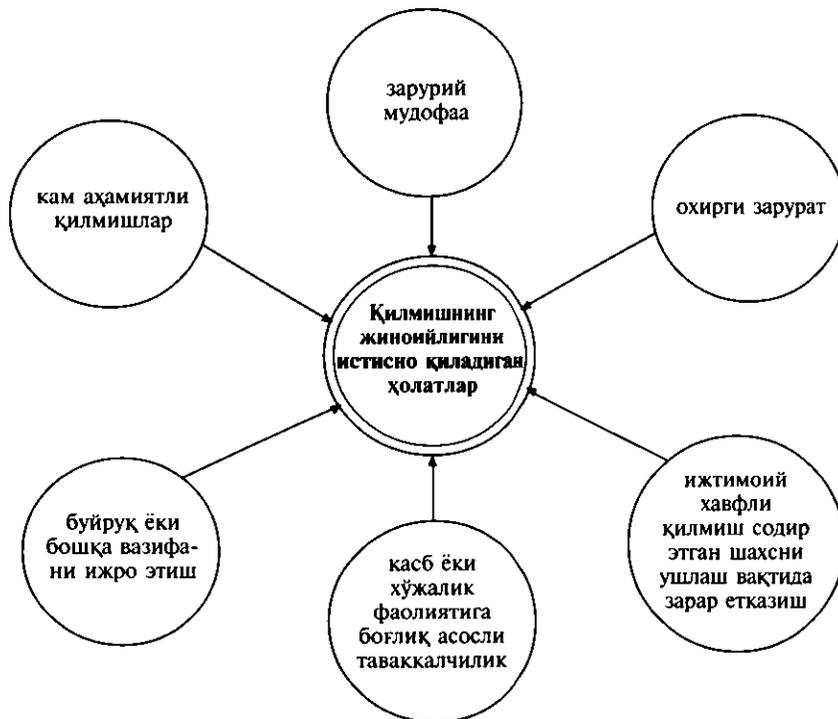 зарурий
мудофаа
кам аҳамиятли
қилмишлар
охирги зарурат
Қилмишнинг
жиноийлигини
истисно қиладиган
ҳолатлар
буйруқ ёки
бошқа вазифа-
ни ижро этиш
касб ёки
хўжалик
фаолиятига
боғлиқ асосли
таваккалчилик
ижтимоий
хавфли
қилмиш содир
этган шахсни
ушлаш вақтида
зарар етказиш